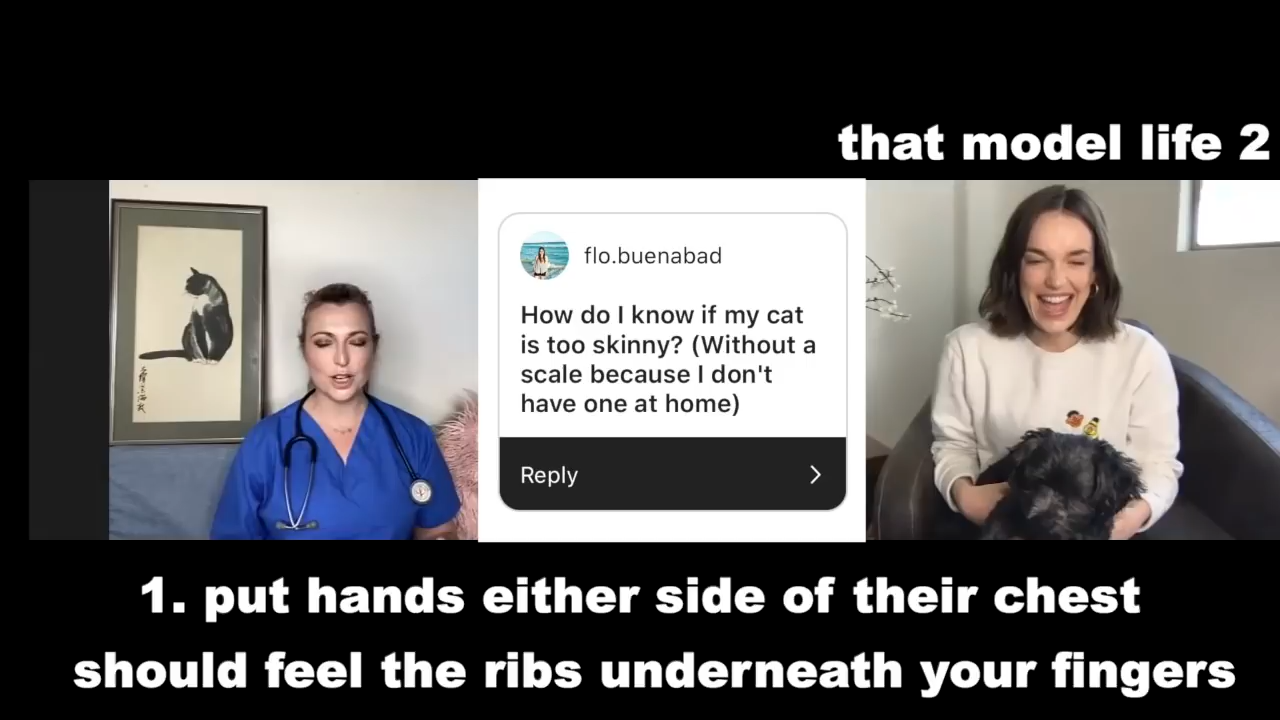 that model life 2
flo.buenabad
How do I know if my cat
is too skinny? (Without a
scale because I don't
have one at home)
Reply
1. put hands either side of their chest
should feel the ribs underneath your fingers